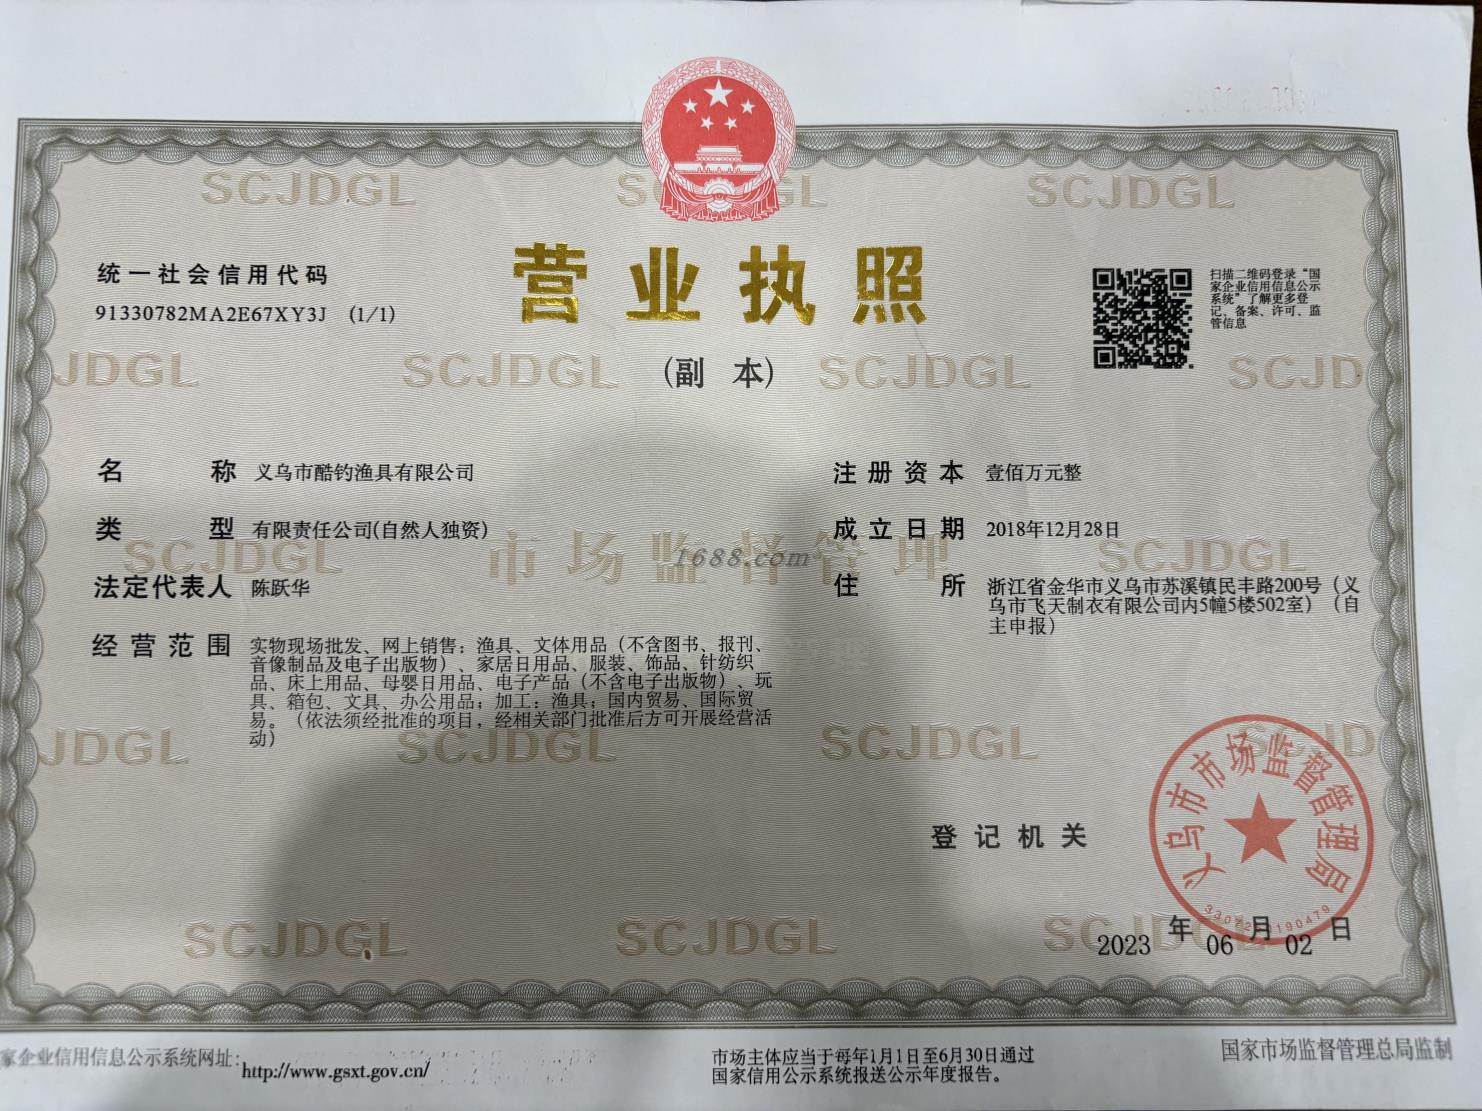 SCJDGL SCJDGL
营业执照
(副 本)
统一社会信用代码
91330782MA2E67XY3J (1/1)
扫描二维码登录“国
家企业信用信息公示
系统”了解更多登
记、备案、许可、监
管信息
JDGL SCJDGL SCJDGL SCJD
名称 义乌市酷钓渔具有限公司
类型 有限责任公司(自然人独资)
法定代表人 陈跃华
经营范围 实物现场批发、网上销售：渔具、文体用品（不含图书、报刊、
音像制品及电子出版物）、家居日用品、服装、饰品、针纺织
品、床上用品、母婴日用品、电子产品（不含电子出版物）、玩
具、箱包、文具、办公用品；加工：渔具；国内贸易、国际贸
易。（依法须经批准的项目，经相关部门批准后方可开展经营活
动）
注册资本 壹佰万元整
成立日期 2018年12月28日
住所 浙江省金华市义乌市苏溪镇民丰路200号（义
乌市飞天制衣有限公司内5幢5楼502室）（自
主申报）
SCJDGL 市场监督管理 SCJDGL
1688.com
JDGL SCJDGL SCJDGL
登记机关
义乌市市场监督管理局
2023 年 06 月 02 日
SCJDGL SCJDGL
家企业信用信息公示系统网址：
http://www.gsxt.gov.cn/
市场主体应当于每年1月1日至6月30日通过
国家信用公示系统报送公示年度报告。
国家市场监督管理总局监制